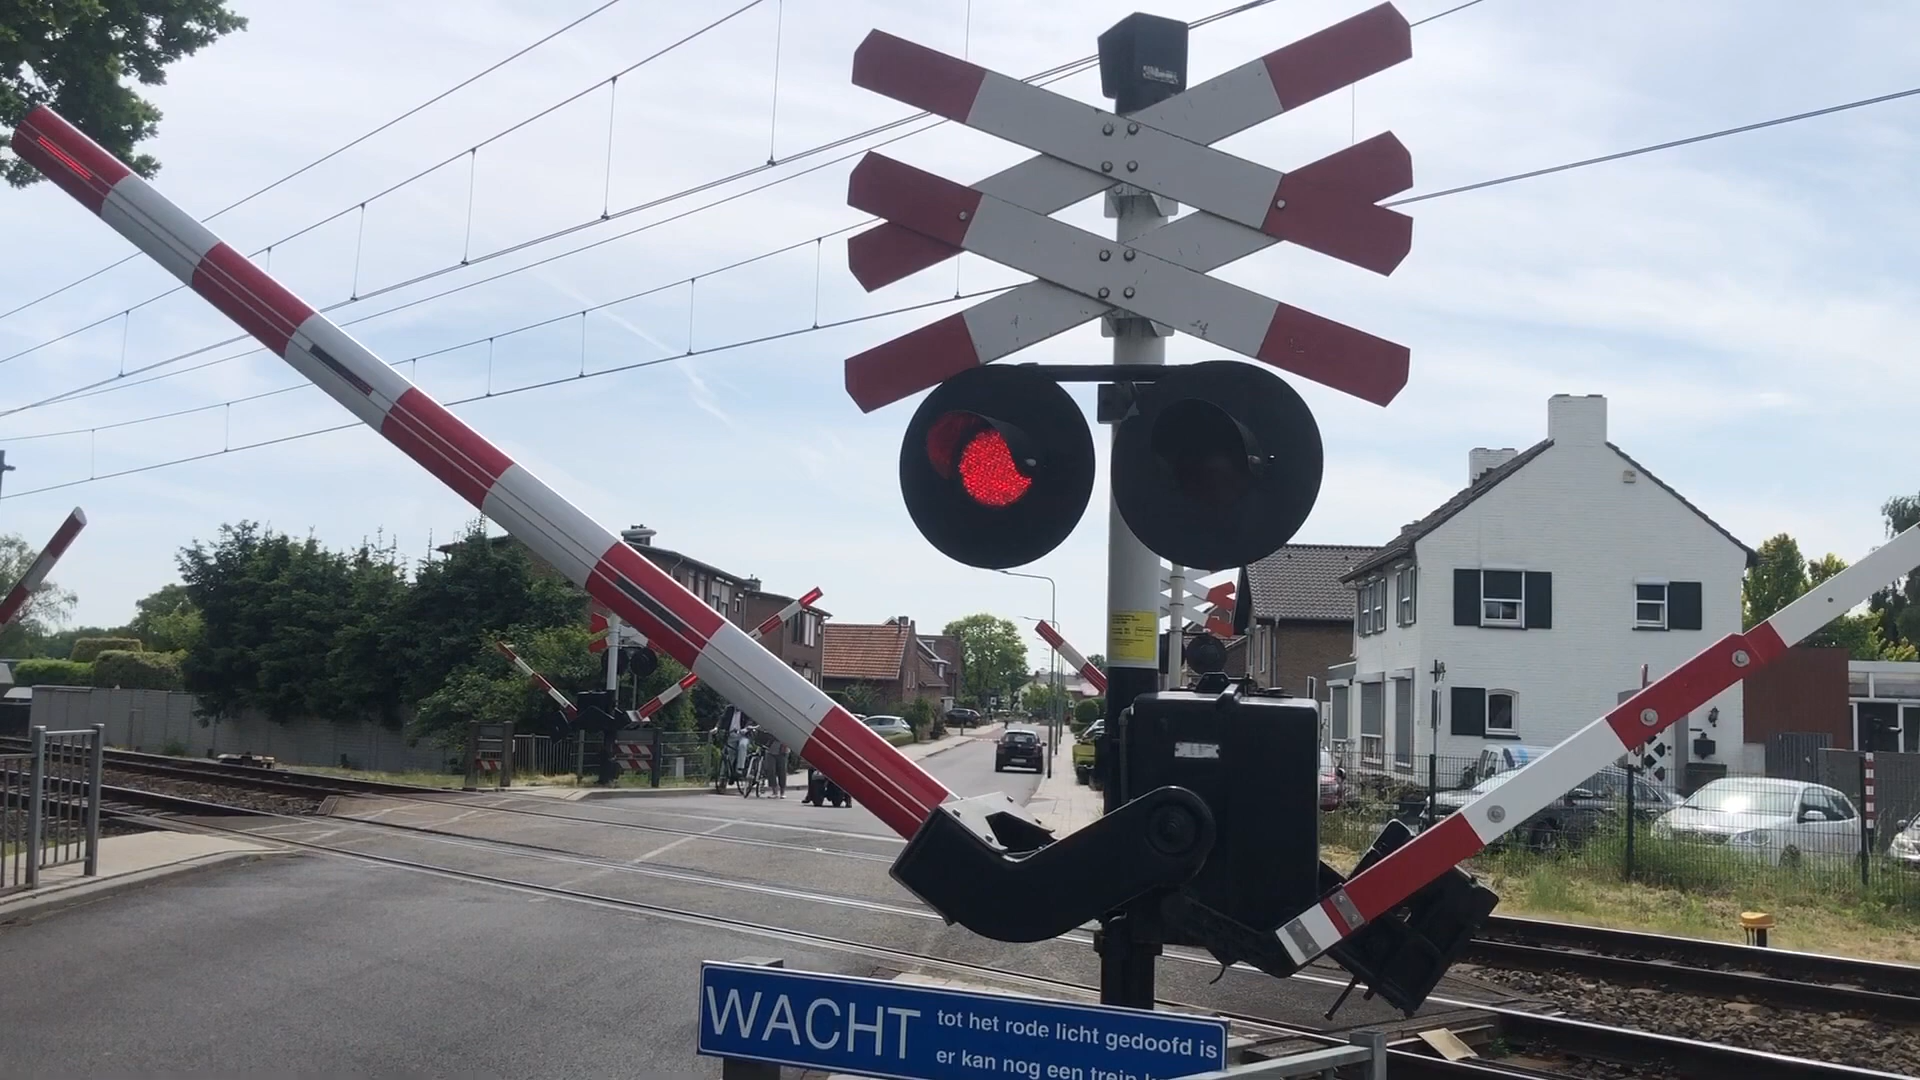 WACHT
tot het rode licht gedoofd is
er kan nog een trein